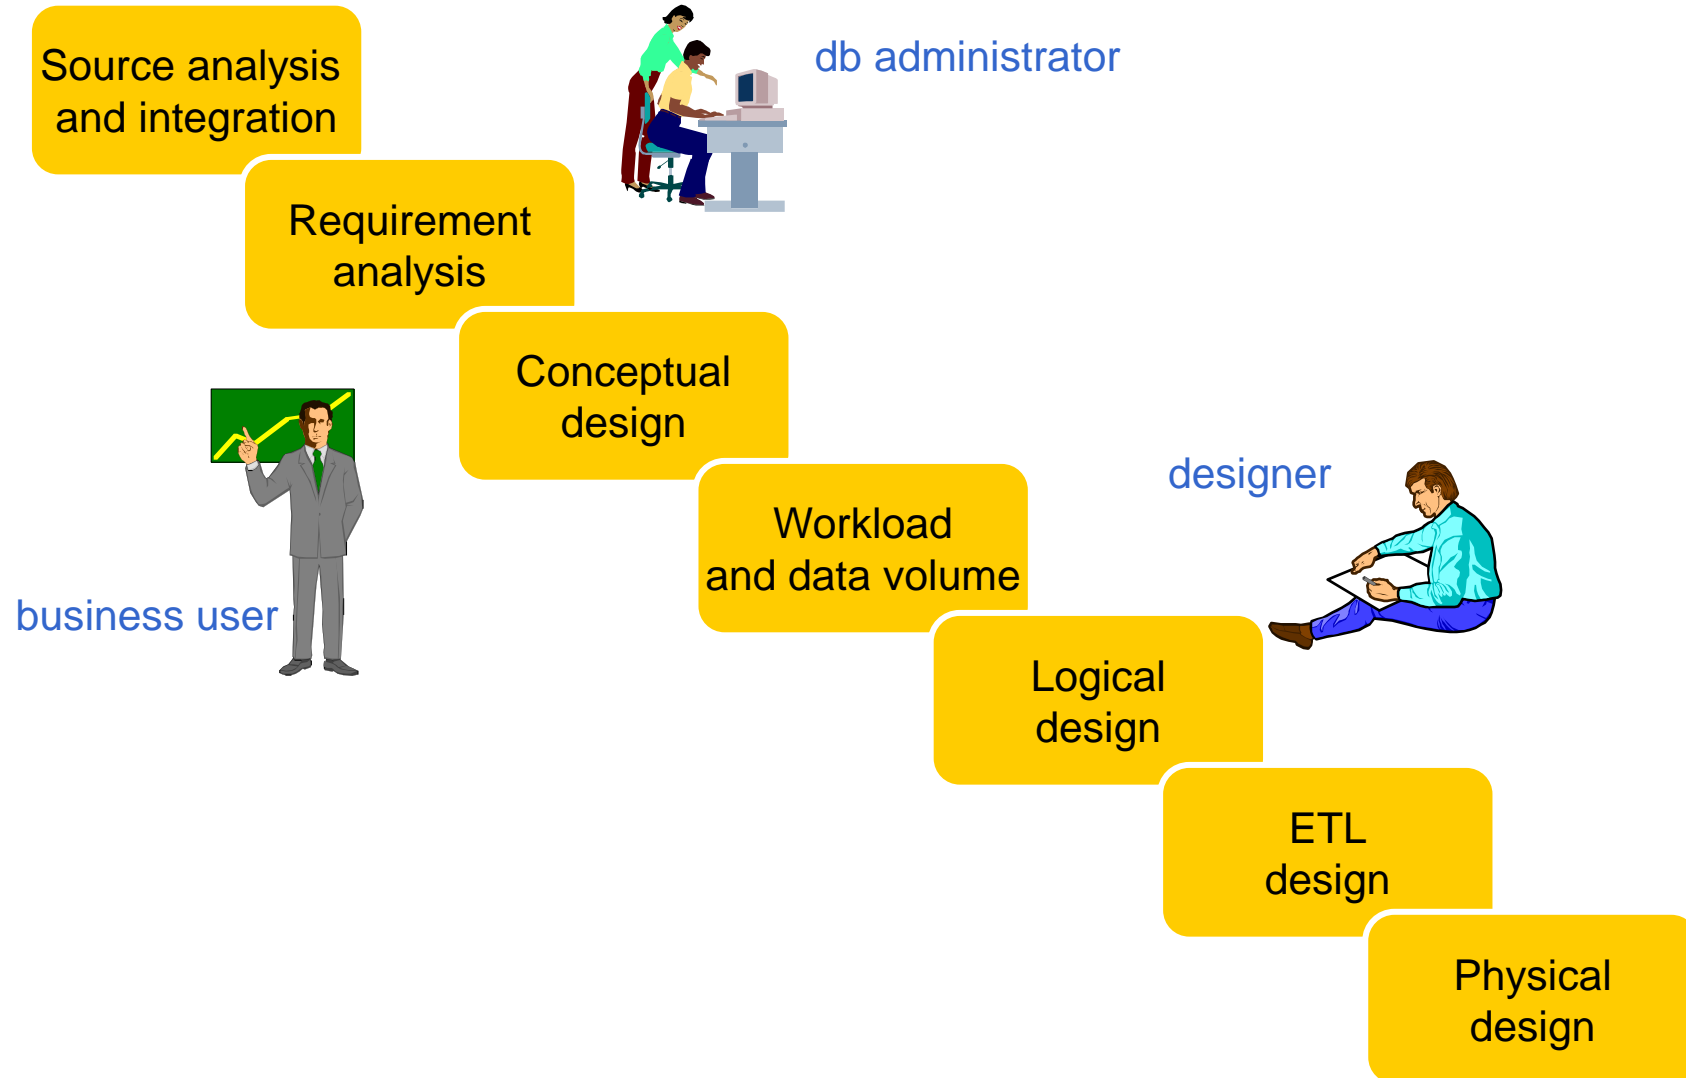 Source analysis
and integration
db administrator
Requirement
analysis
Conceptual
design
designer
Workload
and data volume
business user
Logical
design
ETL
design
Physical
design